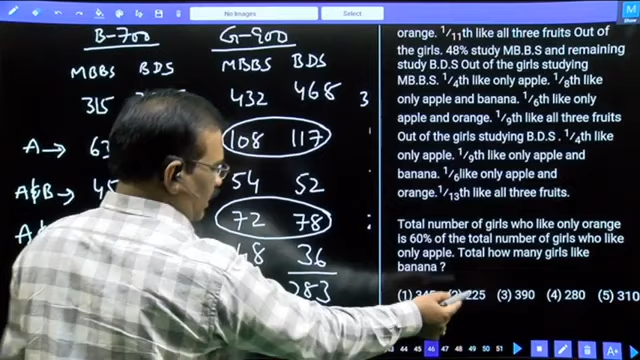 No Images
Select
M
B-700
G-900
MBBS BDS
MBBS BDS
315
432 468
3
A→ 63
108 117
A&B→ 45
54 52
72 78
48 36
283
orange. 1/11th like all three fruits Out of
the girls. 48% study MB.B.S and remaining
study B.D.S Out of the girls studying
M.B.B.S. 1/4th like only apple. 1/8th like
only apple and banana. 1/6th like only
apple and orange. 1/9th like all three fruits
Out of the girls studying B.D.S. 1/4th like
only apple. 1/9th like only apple and
banana. 1/6 like only apple and
orange. 1/13th like all three fruits.
Total number of girls who like only orange
is 60% of the total number of girls who like
only apple. Total how many girls like
banana ?
(1) 345 (2) 225 (3) 390 (4) 280 (5) 310
44 45 46 47 48 49 50 51